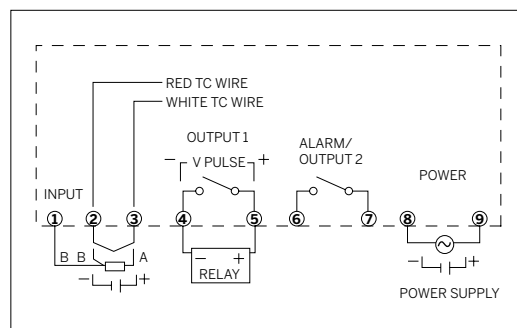 RED TC WIRE
WHITE TC WIRE
OUTPUT 1
− V PULSE +
ALARM/
OUTPUT 2
INPUT
POWER
1 2 3 4 5 6 7 8 9
B B A
− +
− +
RELAY
− +
POWER SUPPLY